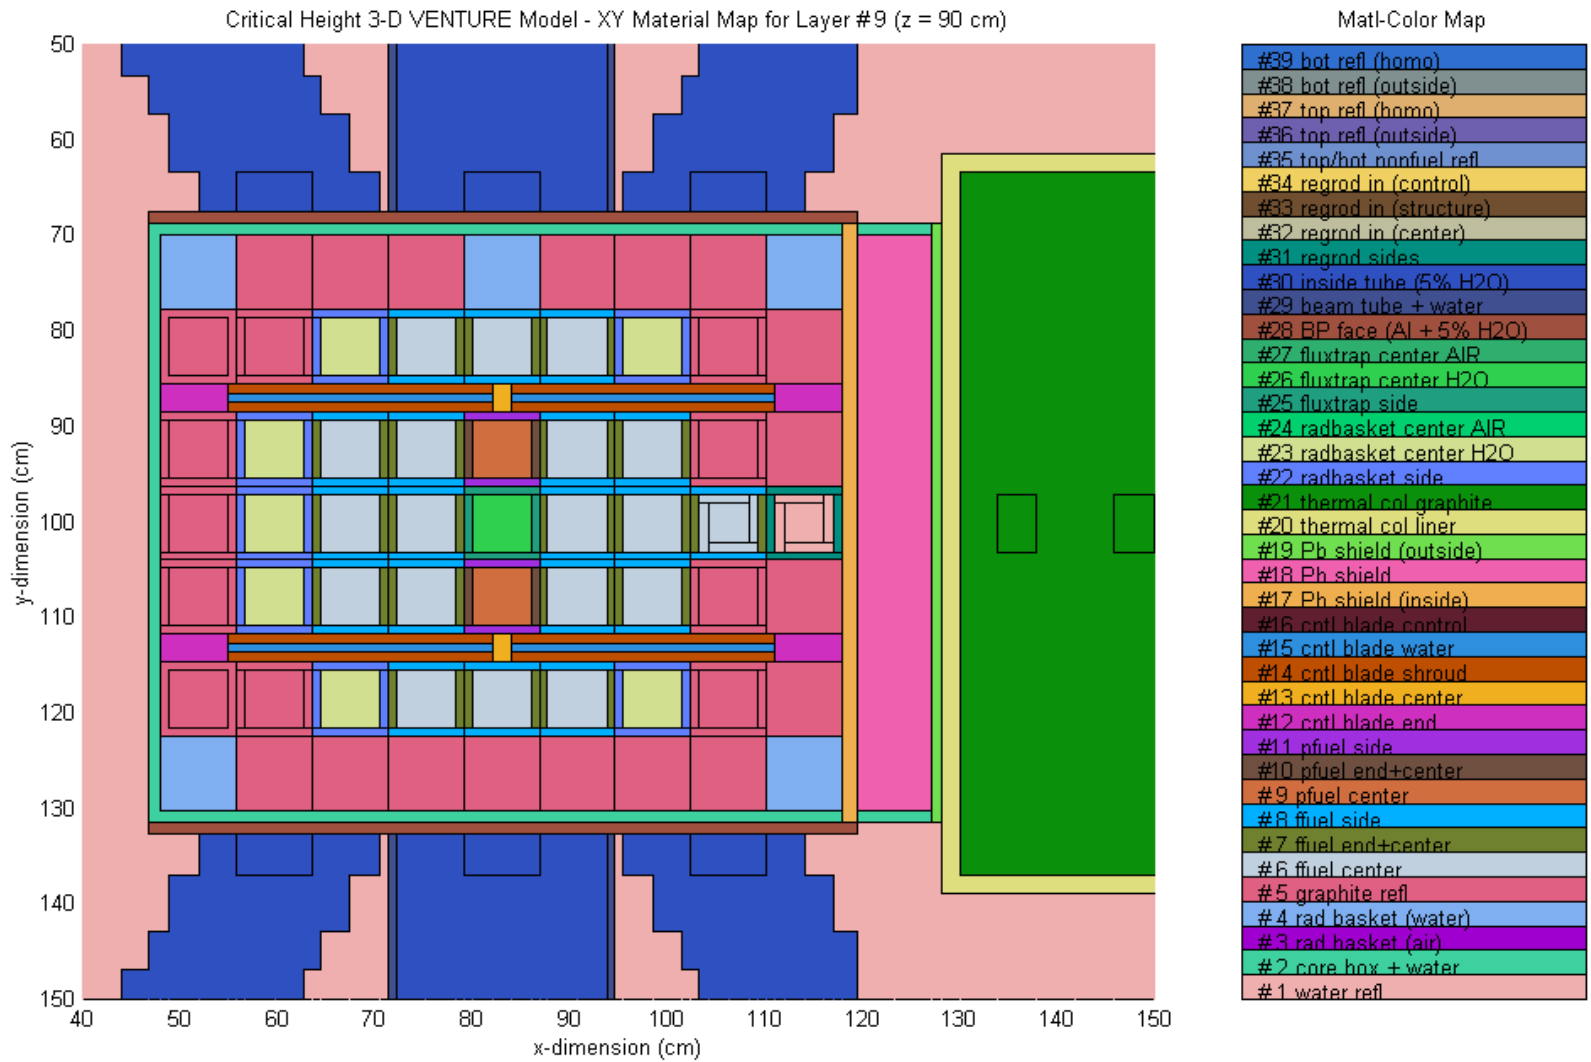 Critical Height 3-D VENTURE Model - XY Material Map for Layer #9 (z = 90 cm)
Matl-Color Map
50
60
70
80
90
100
110
120
130
140
150
y-dimension (cm)
40 50 60 70 80 90 100 110 120 130 140 150
x-dimension (cm)
#39 bot refl (homo)
#38 bot refl (outside)
#37 top refl (homo)
#36 top refl (outside)
#35 top/bot nonfuel refl
#34 regrod in (control)
#33 regrod in (structure)
#32 regrod in (center)
#31 regrod sides
#30 inside tube (5% H2O)
#29 beam tube + water
#28 BP face (Al + 5% H2O)
#27 fluxtrap center AIR
#26 fluxtrap center H2O
#25 fluxtrap side
#24 radbasket center AIR
#23 radbasket center H2O
#22 radbasket side
#21 thermal col graphite
#20 thermal col liner
#19 Pb shield (outside)
#18 Pb shield
#17 Pb shield (inside)
#16 cntl blade control
#15 cntl blade water
#14 cntl blade shroud
#13 cntl blade center
#12 cntl blade end
#11 pfuel side
#10 pfuel end+center
#9 pfuel center
#8 ffuel side
#7 ffuel end+center
#6 ffuel center
#5 graphite refl
#4 rad basket (water)
#3 rad basket (air)
#2 core box + water
#1 water refl